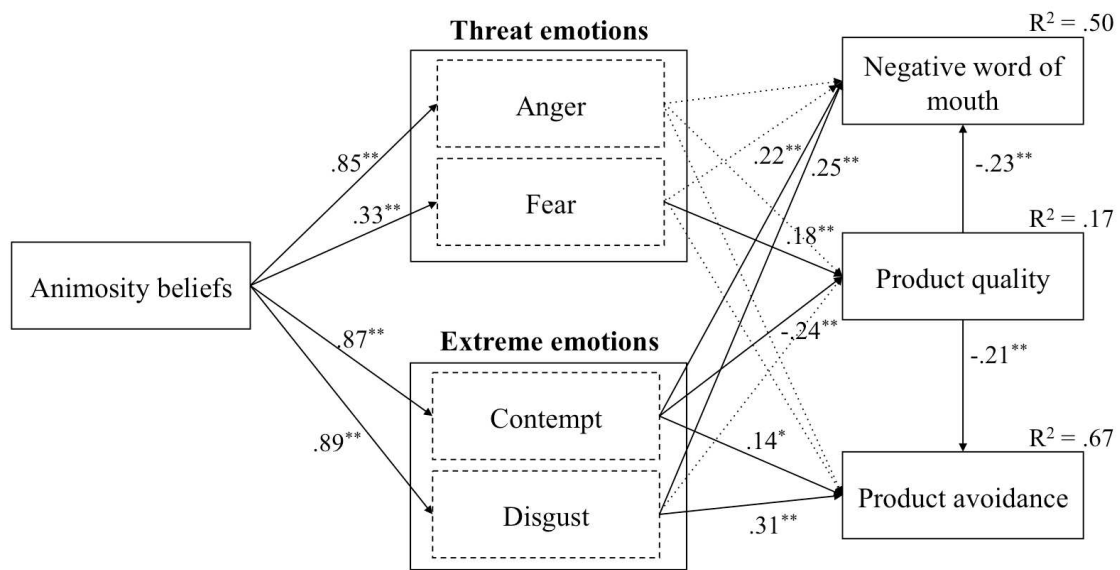 Threat emotions
R² = .50
Negative word of
mouth
Anger
.85**
.22**
.25**
-.23**
Fear
.33**
R² = .17
.18**
Animosity beliefs
Product quality
Extreme emotions
.87**
-.24**
-.21**
Contempt
.89**
.14*
R² = .67
Product avoidance
Disgust
.31**